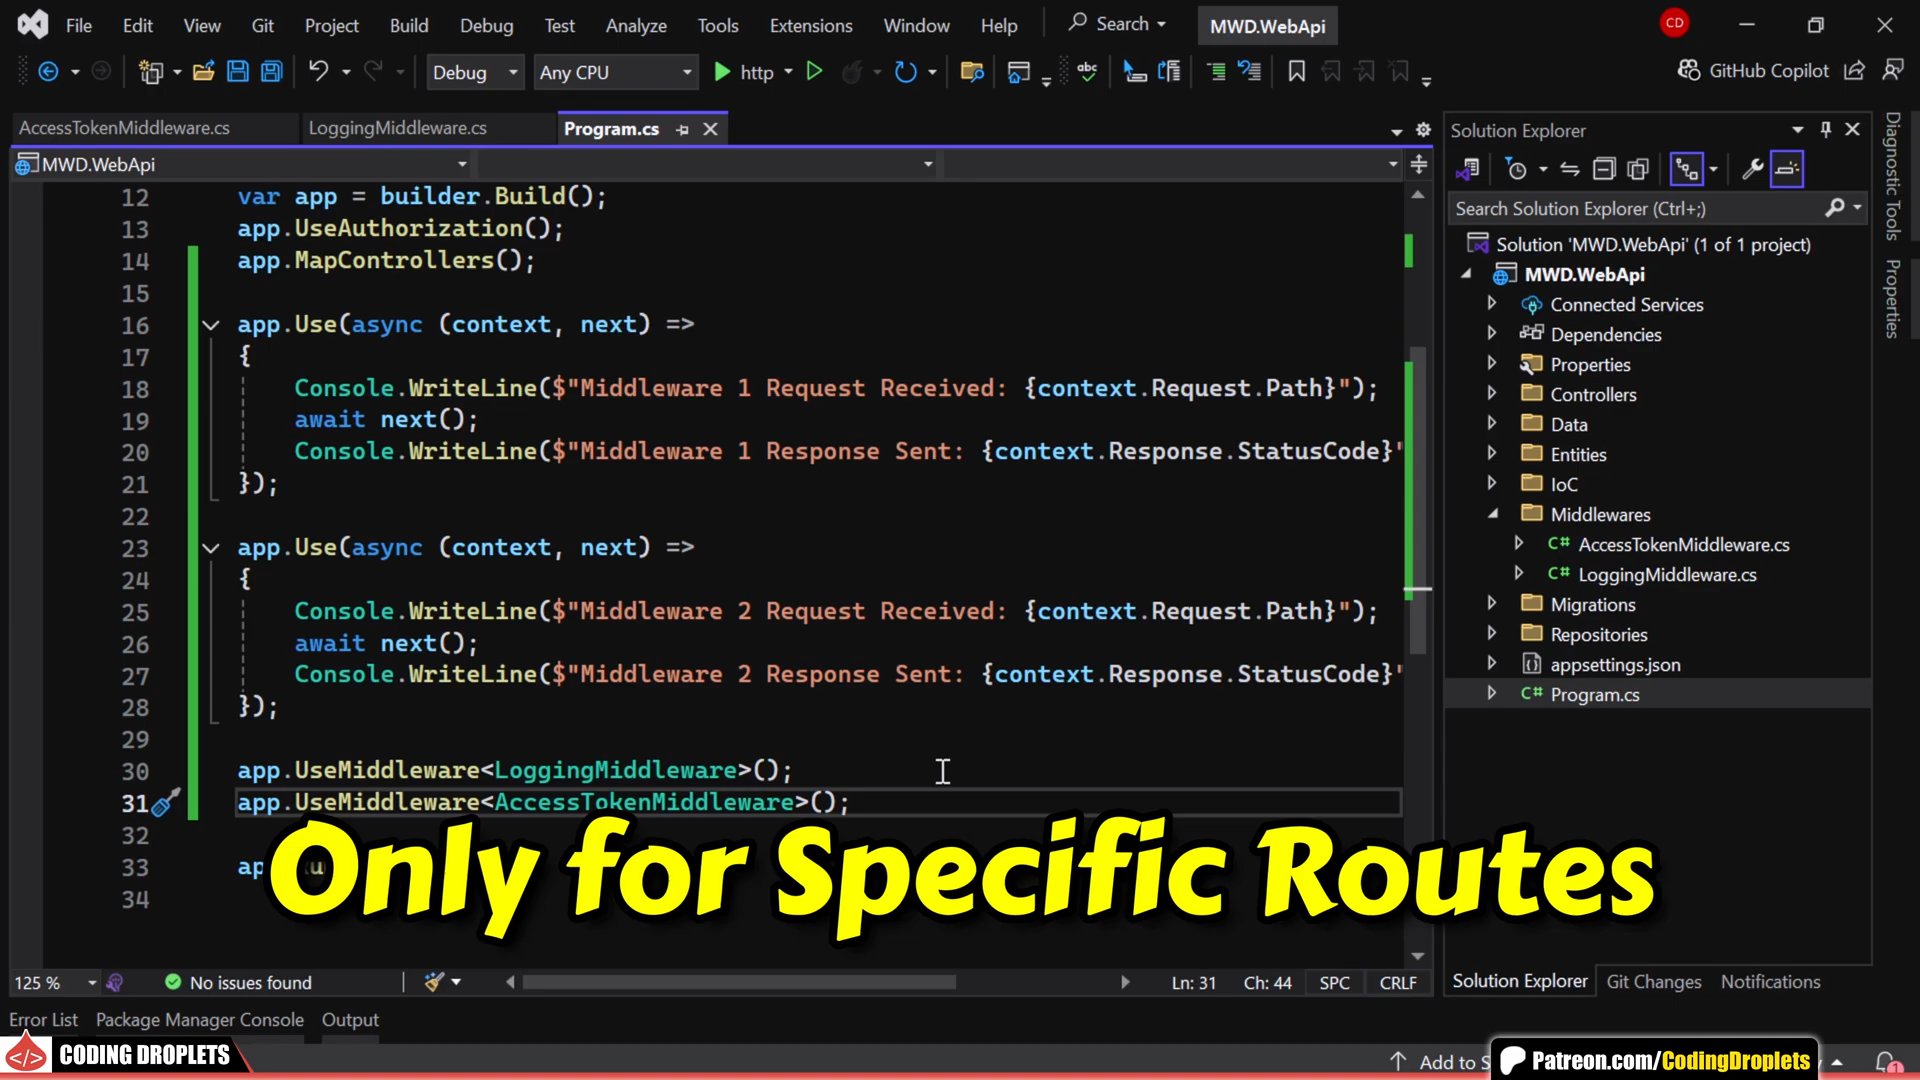 File Edit View Git Project Build Debug Test Analyze Tools Extensions Window Help Search MWD.WebApi CD
Debug Any CPU http abc GitHub Copilot
AccessTokenMiddleware.cs LoggingMiddleware.cs Program.cs
MWD.WebApi
12 var app = builder.Build();
13 app.UseAuthorization();
14 app.MapControllers();
15
16 app.Use(async (context, next) =>
17 {
18 Console.WriteLine($"Middleware 1 Request Received: {context.Request.Path}");
19 await next();
20 Console.WriteLine($"Middleware 1 Response Sent: {context.Response.StatusCode}"
21 });
22
23 app.Use(async (context, next) =>
24 {
25 Console.WriteLine($"Middleware 2 Request Received: {context.Request.Path}");
26 await next();
27 Console.WriteLine($"Middleware 2 Response Sent: {context.Response.StatusCode}"
28 });
29
30 app.UseMiddleware<LoggingMiddleware>();
31 app.UseMiddleware<AccessTokenMiddleware>();
32
33
34
Only for Specific Routes
125 % No issues found Ln: 31 Ch: 44 SPC CRLF
Error List Package Manager Console Output
Solution Explorer
Search Solution Explorer (Ctrl+;)
Solution 'MWD.WebApi' (1 of 1 project)
MWD.WebApi
Connected Services
Dependencies
Properties
Controllers
Data
Entities
IoC
Middlewares
C# AccessTokenMiddleware.cs
C# LoggingMiddleware.cs
Migrations
Repositories
appsettings.json
C# Program.cs
Solution Explorer Git Changes Notifications
Diagnostic Tools
Properties
CODING DROPLETS
Add to
Patreon.com/CodingDroplets
1